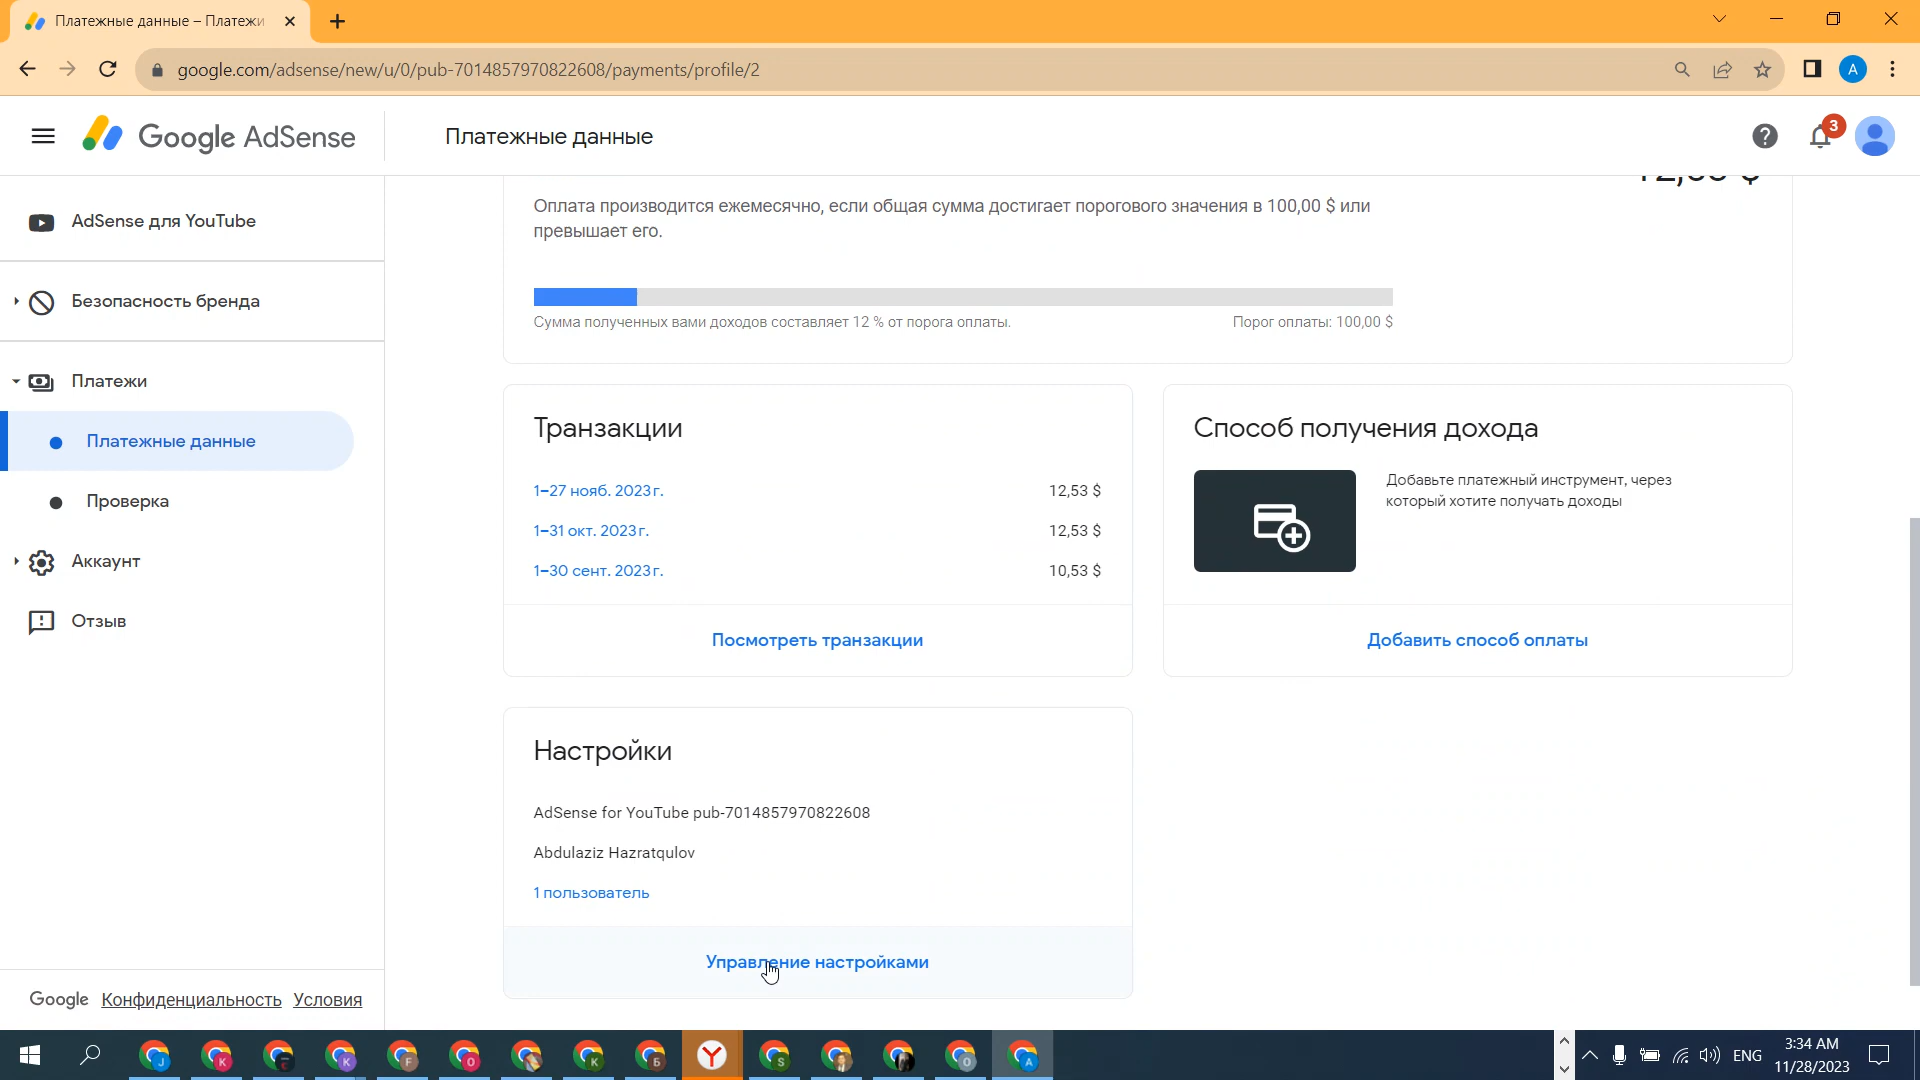 Платежные данные – Платежи
google.com/adsense/new/u/0/pub-7014857970822608/payments/profile/2
A
Google AdSense
Платежные данные
3
AdSense для YouTube
Безопасность бренда
Платежи
Платежные данные
Проверка
Аккаунт
Отзыв
Оплата производится ежемесячно, если общая сумма достигает порогового значения в 100,00 $ или
превышает его.
Сумма полученных вами доходов составляет 12 % от порога оплаты.
Порог оплаты: 100,00 $
Транзакции
1–27 нояб. 2023 г.
12,53 $
1–31 окт. 2023 г.
12,53 $
1–30 сент. 2023 г.
10,53 $
Посмотреть транзакции
Способ получения дохода
Добавьте платежный инструмент, через
который хотите получать доходы
Добавить способ оплаты
Настройки
AdSense for YouTube pub-7014857970822608
Abdulaziz Hazratqulov
1 пользователь
Управление настройками
Google Конфиденциальность Условия
J K K F O K Б Y S O A
ENG
3:34 AM
11/28/2023